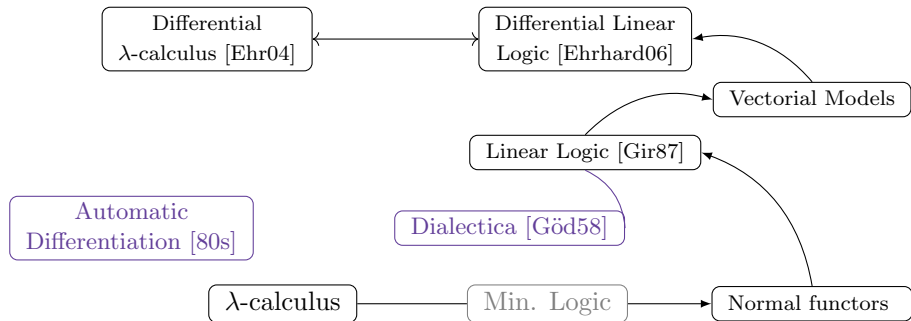 Differential
λ-calculus [Ehr04]
Differential Linear
Logic [Ehrhard06]
Vectorial Models
Linear Logic [Gir87]
Automatic
Differentiation [80s]
Dialectica [Göd58]
λ-calculus
Min. Logic
Normal functors